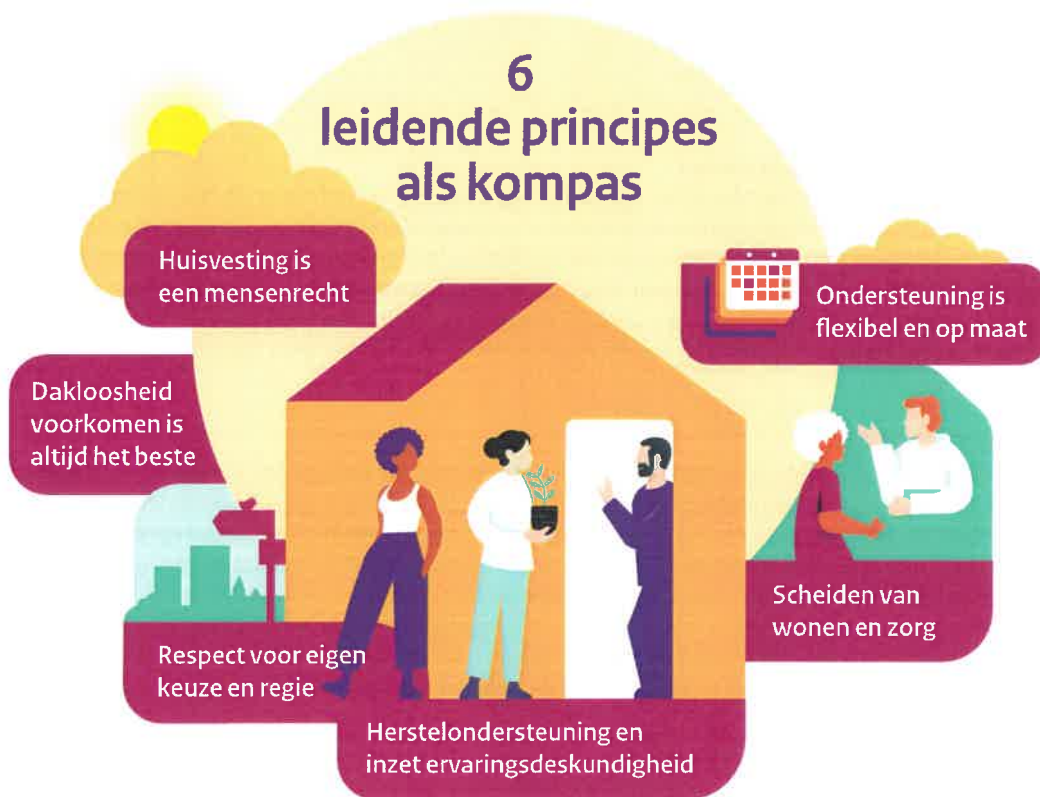 6
leidende principes
als kompas
Huisvesting is
een mensenrecht
Ondersteuning is
flexibel en op maat
Dakloosheid
voorkomen is
altijd het beste
Scheiden van
wonen en zorg
Respect voor eigen
keuze en regie
Herstelondersteuning en
inzet ervaringsdeskundigheid